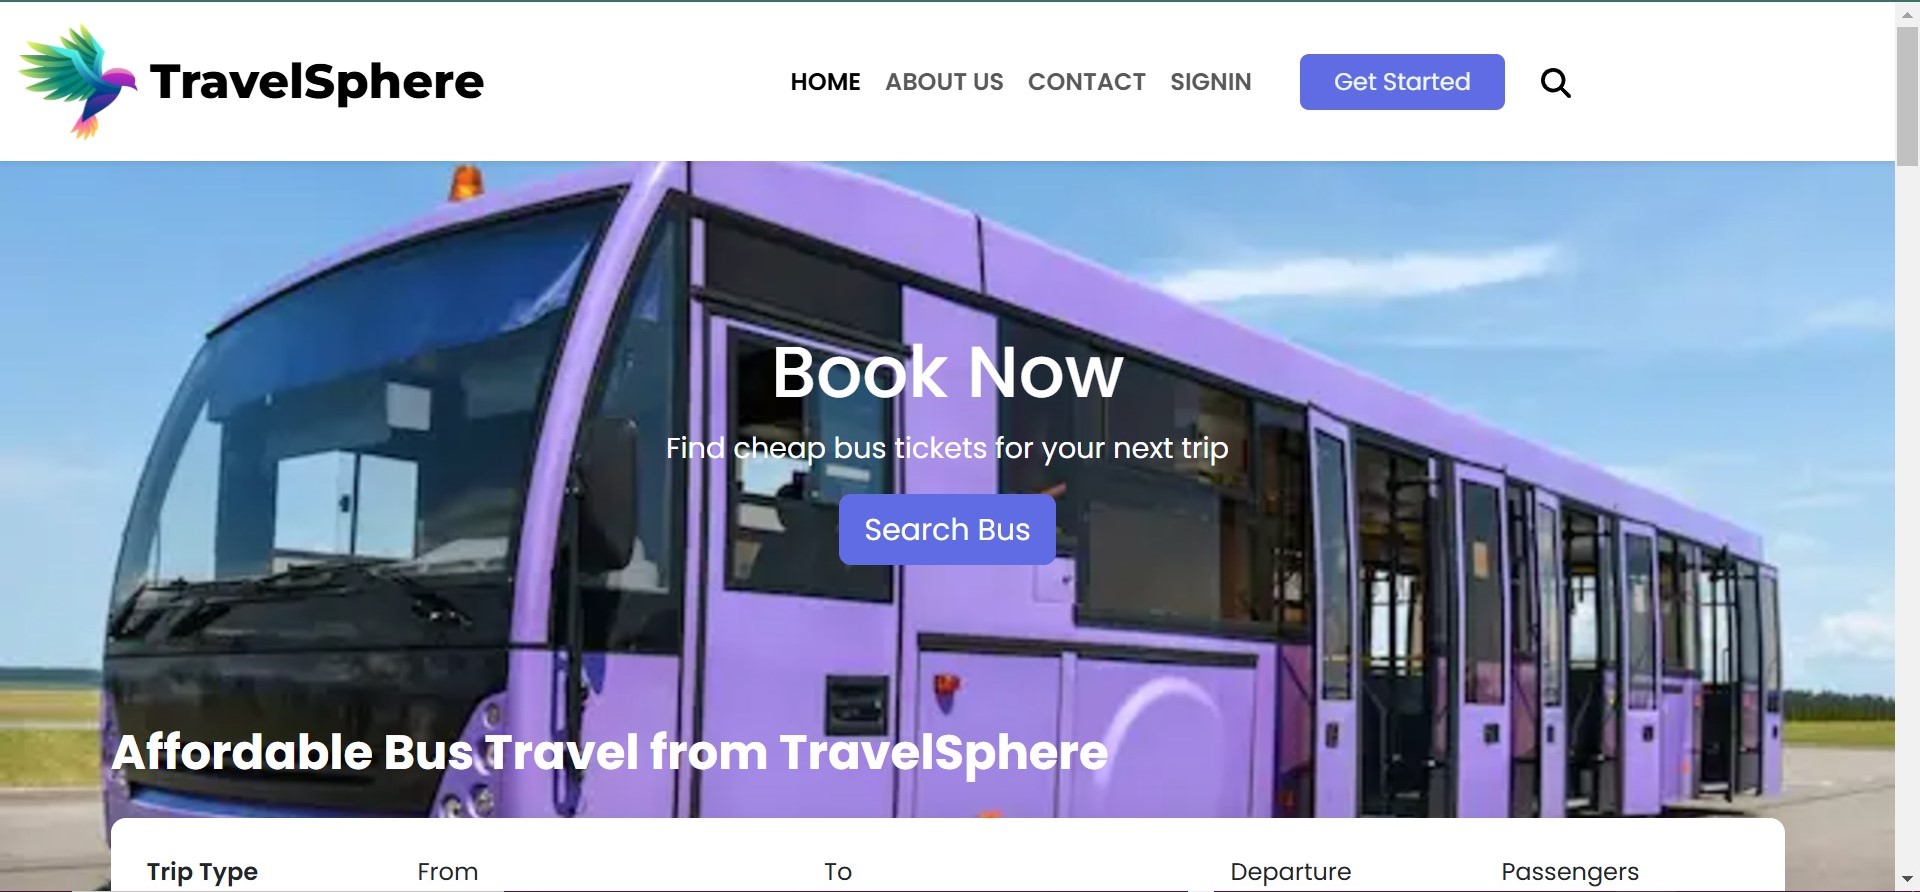 TravelSphere
HOME ABOUT US CONTACT SIGNIN Get Started
Book Now
Find cheap bus tickets for your next trip
Search Bus
Affordable Bus Travel from TravelSphere
Trip Type From To Departure Passengers